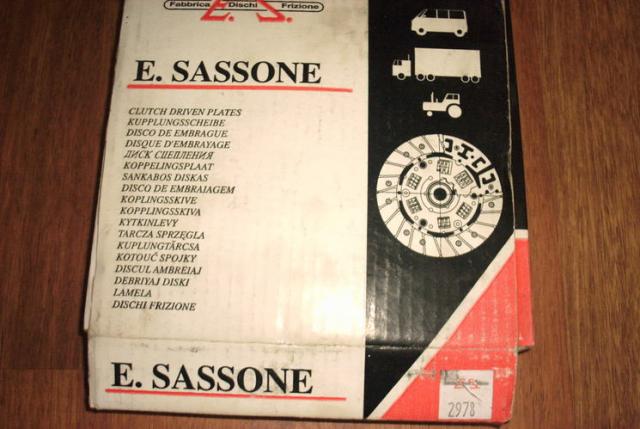 Fabbrica Dischi Frizione
E.S.
E. SASSONE
CLUTCH DRIVEN PLATES
KUPPLUNGSSCHEIBE
DISCO DE EMBRAGUE
DISQUE D'EMBRAYAGE
ДИСК СЦЕПЛЕНИЯ
KOPPELINGSPLAAT
SANKABOS DISKAS
DISCO DE EMBRAIAGEM
KOPLINGSSKIVE
KOPPLINGSSKIVA
KYTKINLEVY
TARCZA SPRZĘGLA
KUPLUNGTÁRCSA
KOTOUČ SPOJKY
DISCUL AMBREIAJ
DEBRIYAJ DISKI
LAMELA
DISCHI FRIZIONE
E. SASSONE
E.S.
2978